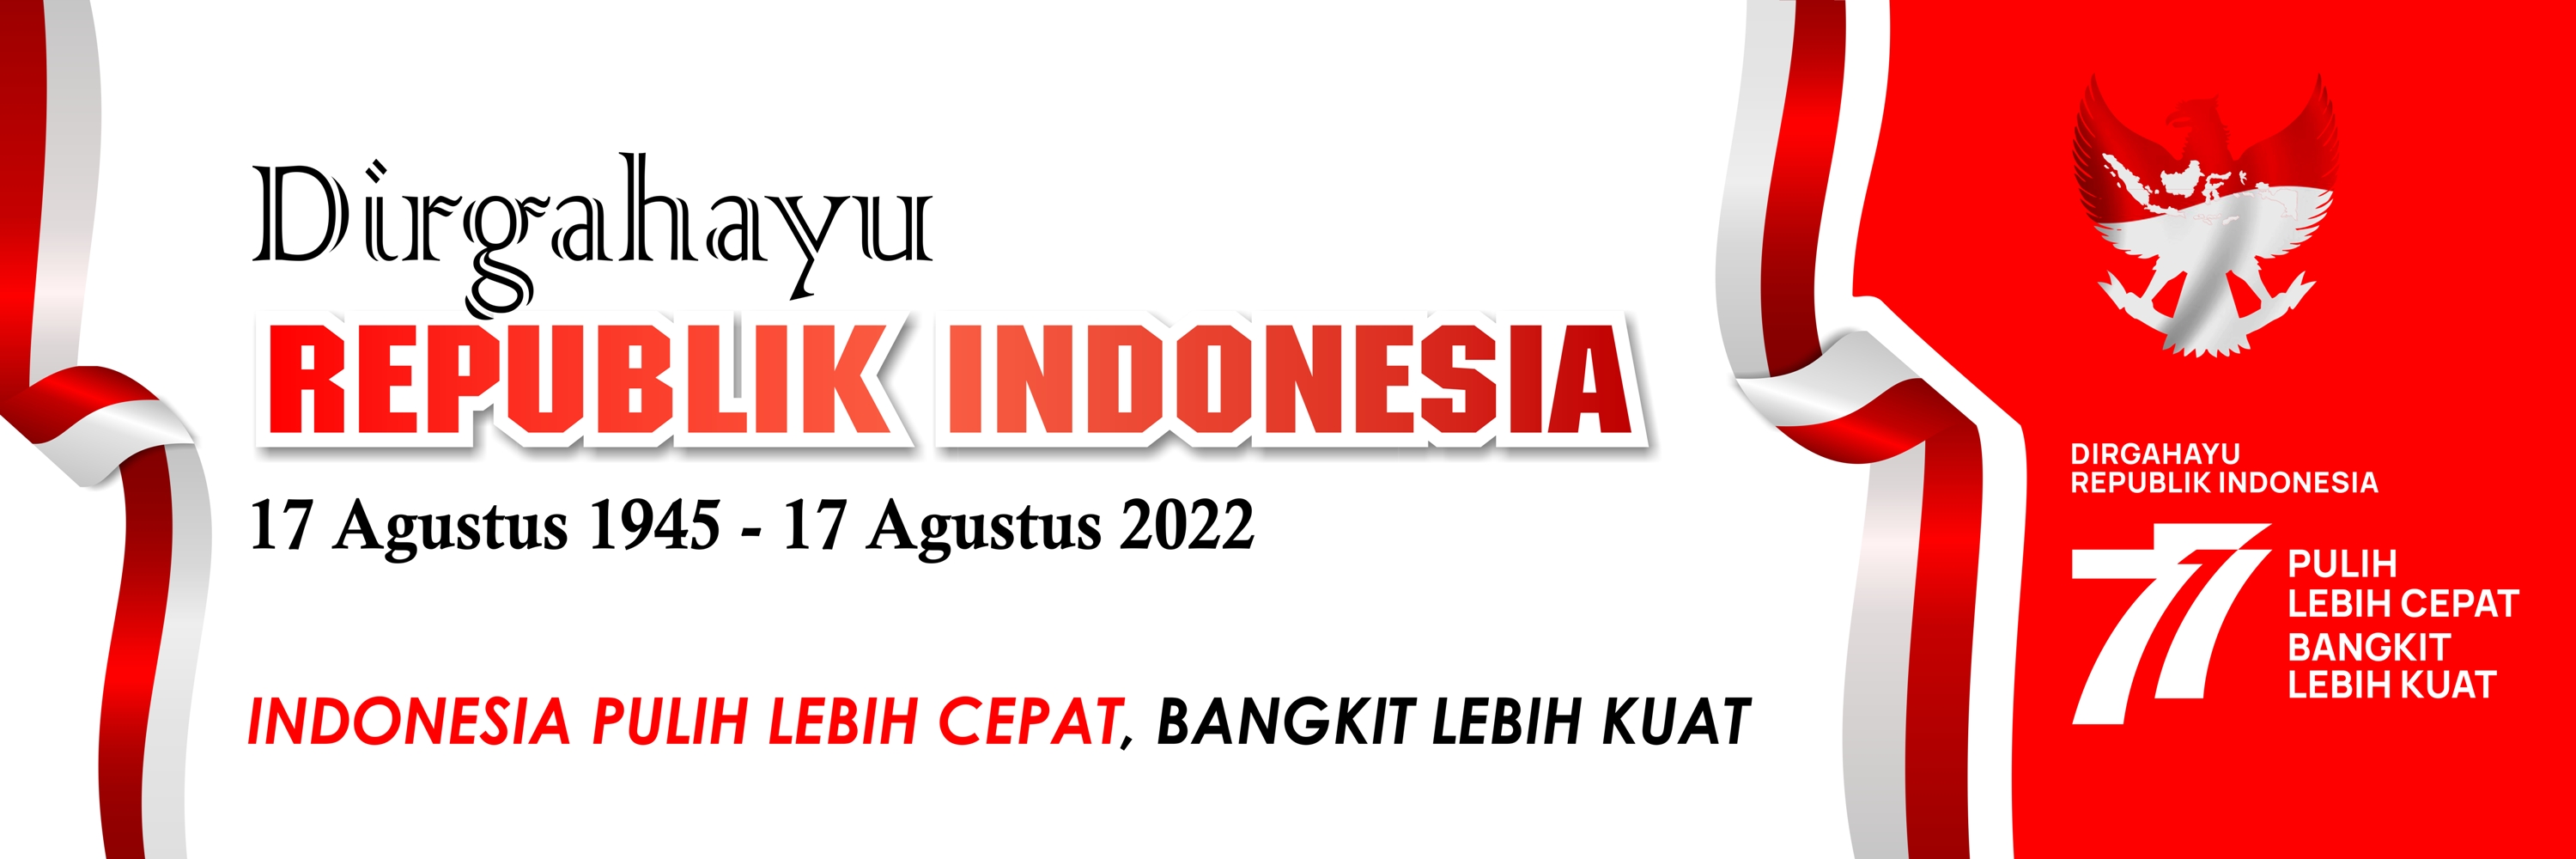 Dirgahayu
REPUBLIK INDONESIA
17 Agustus 1945 - 17 Agustus 2022
INDONESIA PULIH LEBIH CEPAT, BANGKIT LEBIH KUAT
DIRGAHAYU
REPUBLIK INDONESIA
77
PULIH
LEBIH CEPAT
BANGKIT
LEBIH KUAT